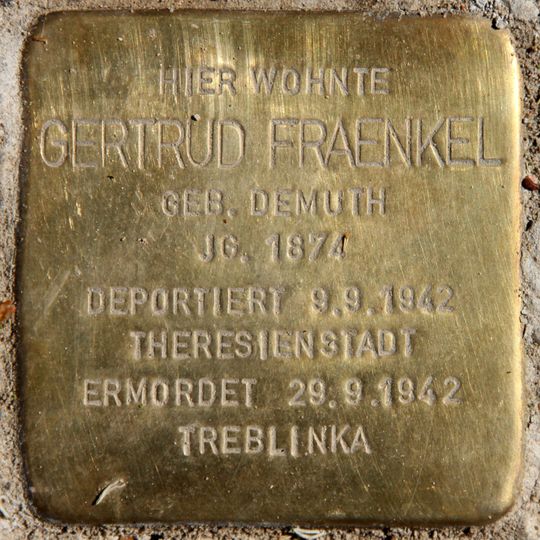 HIER WOHNTE
GERTRUD FRAENKEL
GEB. DEMUTH
JG. 1874
DEPORTIERT 9.9.1942
THERESIENSTADT
ERMORDET 29.9.1942
TREBLINKA